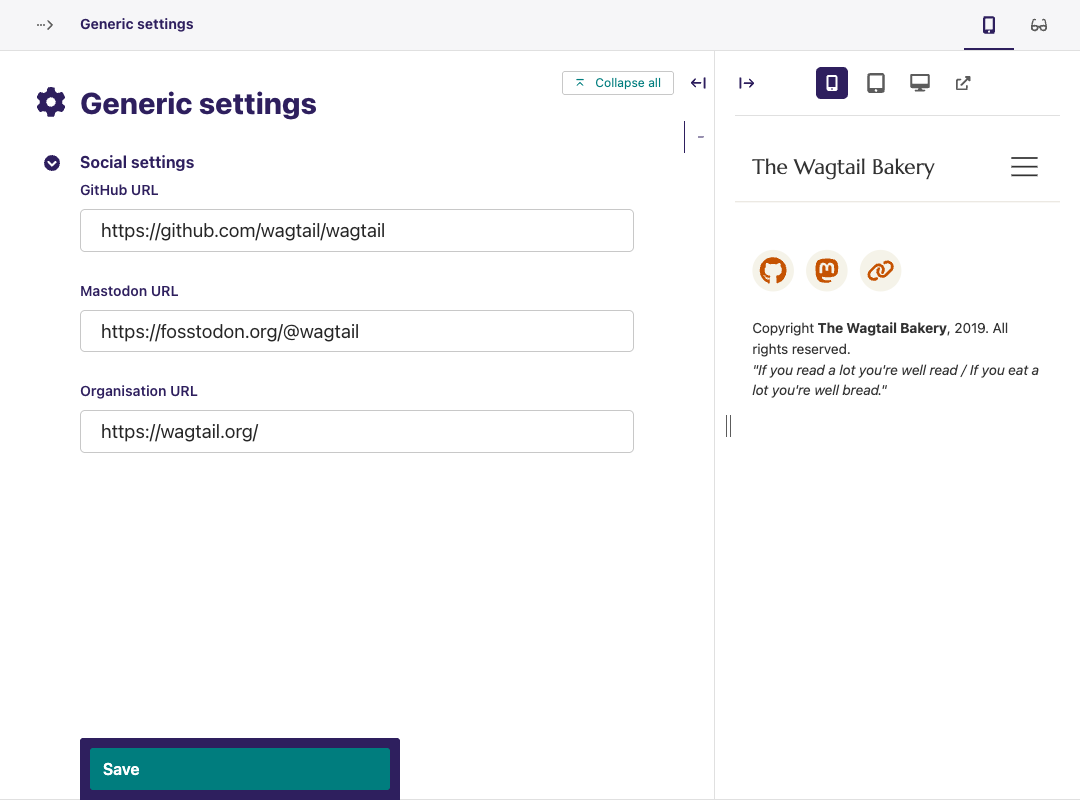 Generic settings
Collapse all
Generic settings
Social settings
GitHub URL
https://github.com/wagtail/wagtail
Mastodon URL
https://fosstodon.org/@wagtail
Organisation URL
https://wagtail.org/
Save
The Wagtail Bakery
Copyright The Wagtail Bakery, 2019. All
rights reserved.
"If you read a lot you're well read / If you eat a
lot you're well bread."